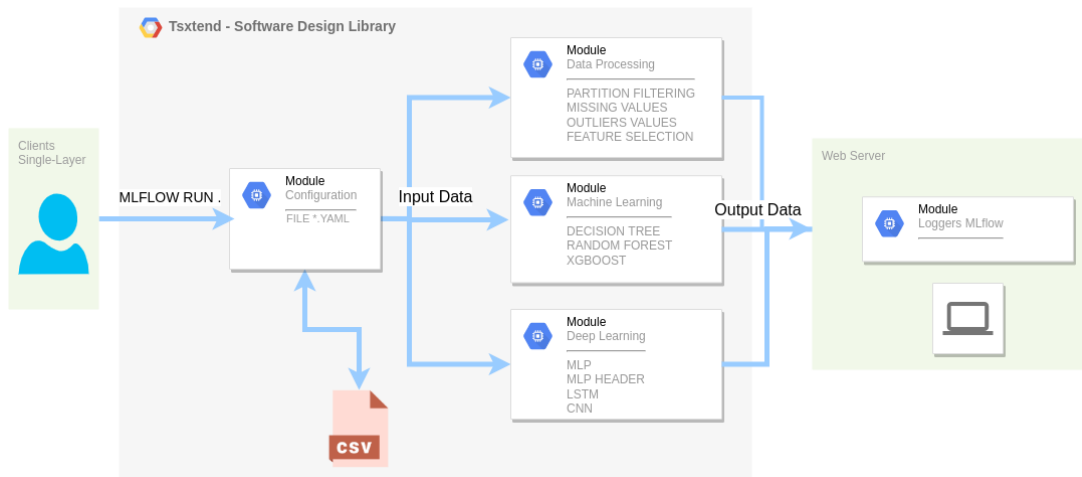 Tsxtend - Software Design Library
Clients
Single-Layer
MLFLOW RUN .
Module
Configuration
FILE *.YAML
CSV
Input Data
Module
Data Processing
PARTITION FILTERING
MISSING VALUES
OUTLIERS VALUES
FEATURE SELECTION
Module
Machine Learning
DECISION TREE
RANDOM FOREST
XGBOOST
Module
Deep Learning
MLP
MLP HEADER
LSTM
CNN
Output Data
Web Server
Module
Loggers MLflow